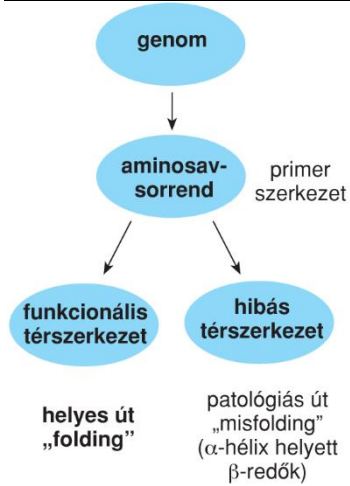 genom
aminosav-
sorrend
primer
szerkezet
funkcionális
térszerkezet
hibás
térszerkezet
helyes út
„folding”
patológiás út
„misfolding”
(α-hélix helyett
β-redők)